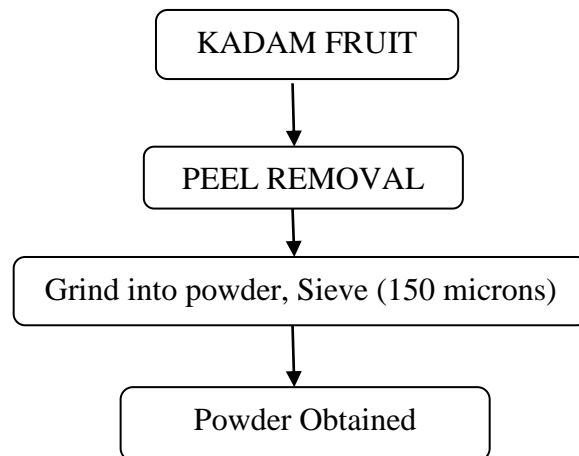 KADAM FRUIT
PEEL REMOVAL
Grind into powder, Sieve (150 microns)
Powder Obtained